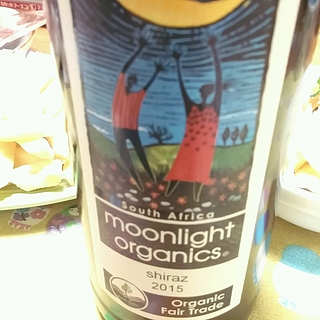 South Africa
moonlight
organics®
shiraz
2015
Organic
Fair Trade